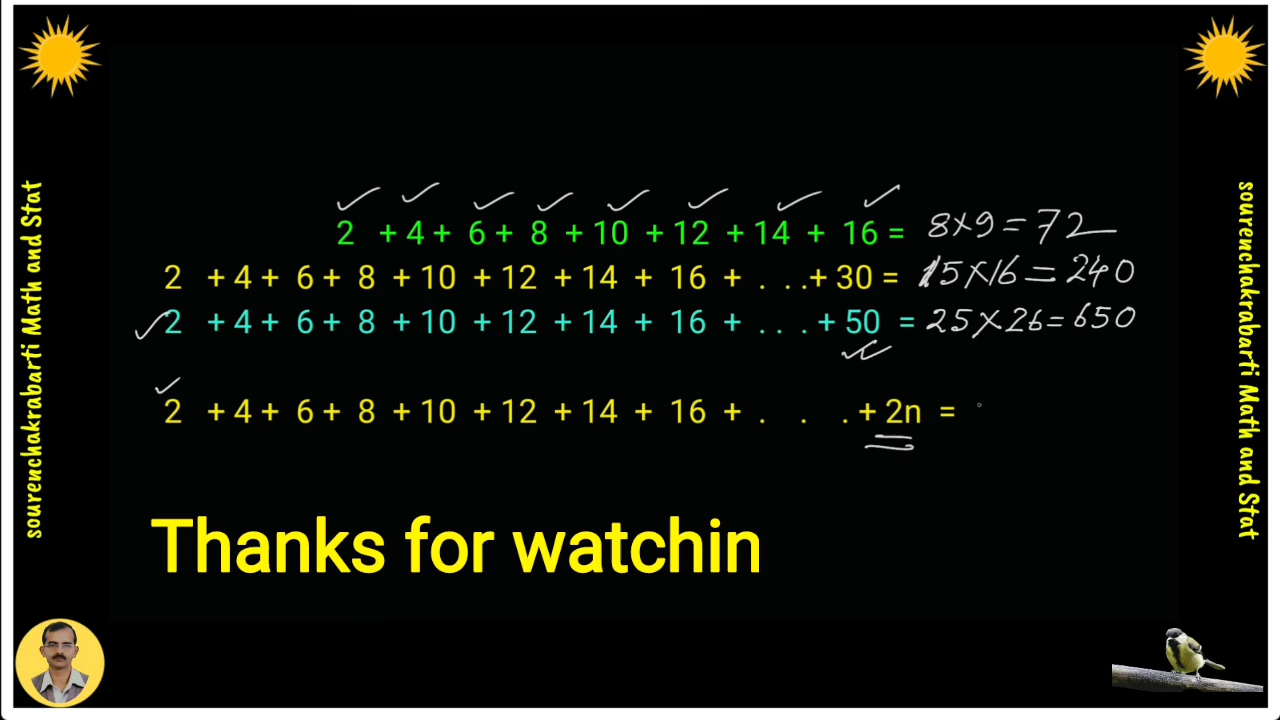 sourenchakrabarti Math and Stat
2 + 4 + 6 + 8 + 10 + 12 + 14 + 16 = 8×9=72
2 + 4 + 6 + 8 + 10 + 12 + 14 + 16 + . . .+ 30 = 15×16=240
2 + 4 + 6 + 8 + 10 + 12 + 14 + 16 + . . . + 50 = 25×26=650
2 + 4 + 6 + 8 + 10 + 12 + 14 + 16 + . . . + 2n =
Thanks for watchin
sourenchakrabarti Math and Stat